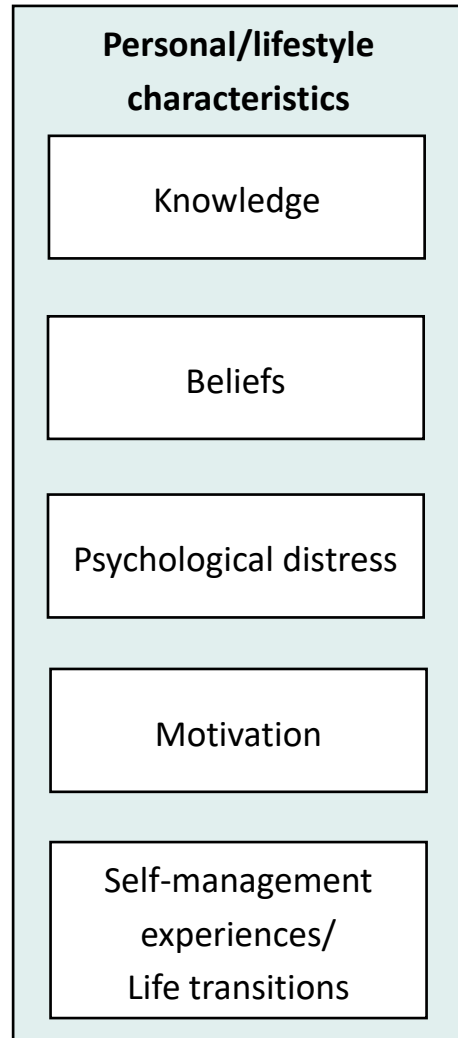 Personal/lifestyle
characteristics
Knowledge
Beliefs
Psychological distress
Motivation
Self-management
experiences/
Life transitions